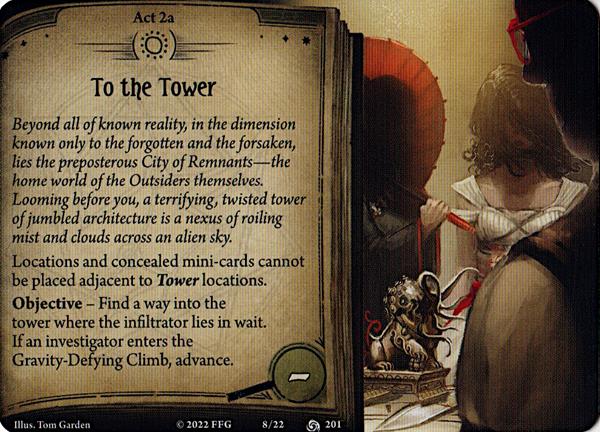 Act 2a
To the Tower
Beyond all of known reality, in the dimension
known only to the forgotten and the forsaken,
lies the preposterous City of Remnants—the
home world of the Outsiders themselves.
Looming before you, a terrifying, twisted tower
of jumbled architecture is a nexus of roiling
mist and clouds across an alien sky.
Locations and concealed mini-cards cannot
be placed adjacent to Tower locations.
Objective – Find a way into the
tower where the infiltrator lies in wait.
If an investigator enters the
Gravity-Defying Climb, advance.
–
Illus. Tom Garden © 2022 FFG 8/22 201